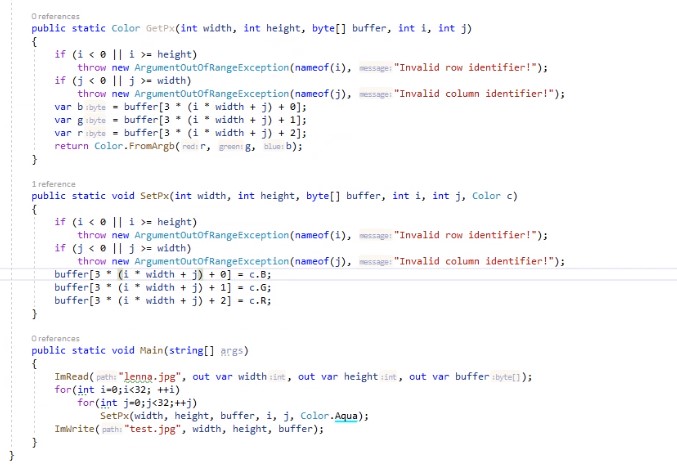 0 references
public static Color GetPx(int width, int height, byte[] buffer, int i, int j)
{
if (i < 0 || i >= height)
throw new ArgumentOutOfRangeException(nameof(i), message: "Invalid row identifier!");
if (j < 0 || j >= width)
throw new ArgumentOutOfRangeException(nameof(j), message: "Invalid column identifier!");
var b :byte = buffer[3 * (i * width + j) + 0];
var g :byte = buffer[3 * (i * width + j) + 1];
var r :byte = buffer[3 * (i * width + j) + 2];
return Color.FromArgb( red: r, green: g, blue: b);
}
1 reference
public static void SetPx(int width, int height, byte[] buffer, int i, int j, Color c)
{
if (i < 0 || i >= height)
throw new ArgumentOutOfRangeException(nameof(i), message: "Invalid row identifier!");
if (j < 0 || j >= width)
throw new ArgumentOutOfRangeException(nameof(j), message: "Invalid column identifier!");
buffer[3 * (i * width + j) + 0] = c.B;
buffer[3 * (i * width + j) + 1] = c.G;
buffer[3 * (i * width + j) + 2] = c.R;
}
0 references
public static void Main(string[] args)
{
ImRead( path: "lenna.jpg", out var width :int, out var height :int, out var buffer :byte[]);
for(int i=0;i<32; ++i)
for(int j=0;j<32;++j)
SetPx(width, height, buffer, i, j, Color.Aqua);
ImWrite( path: "test.jpg", width, height, buffer);
}
}